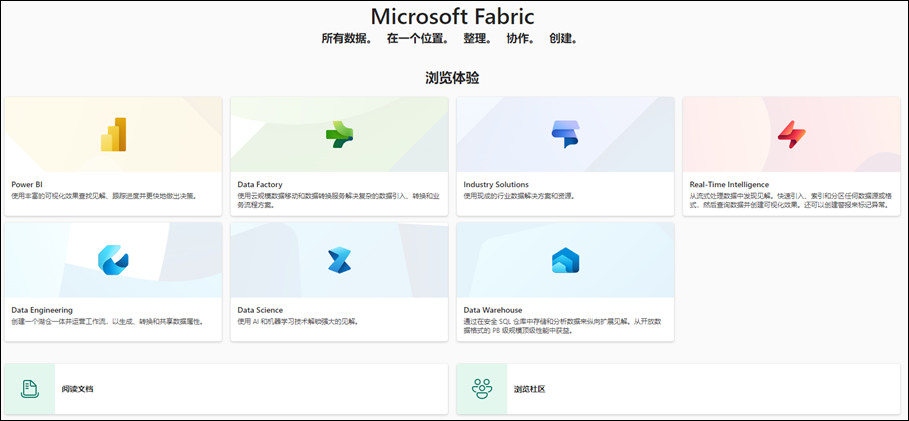 Microsoft Fabric
所有数据。 在一个位置。 整理。 协作。 创建。
浏览体验
Power BI
使用丰富的可视化效果查找见解、跟踪进度并更快地做出决策。
Data Factory
使用云规模数据移动和数据转换服务解决复杂的数据引入、转换和业
务流程方案。
Industry Solutions
使用现成的行业数据解决方案和资源。
Real-Time Intelligence
从流式处理数据中发现见解。快速引入、索引和分区任何数据源或格
式，然后查询数据并创建可视化效果。还可以创建警报来标记异常。
Data Engineering
创建一个湖仓一体并运营工作流，以生成、转换和共享数据属性。
Data Science
使用 AI 和机器学习技术解锁强大的见解。
Data Warehouse
通过在安全 SQL 仓库中存储和分析数据来纵向扩展见解。从开放数
据格式的 PB 级规模顶级性能中获益。
阅读文档
浏览社区